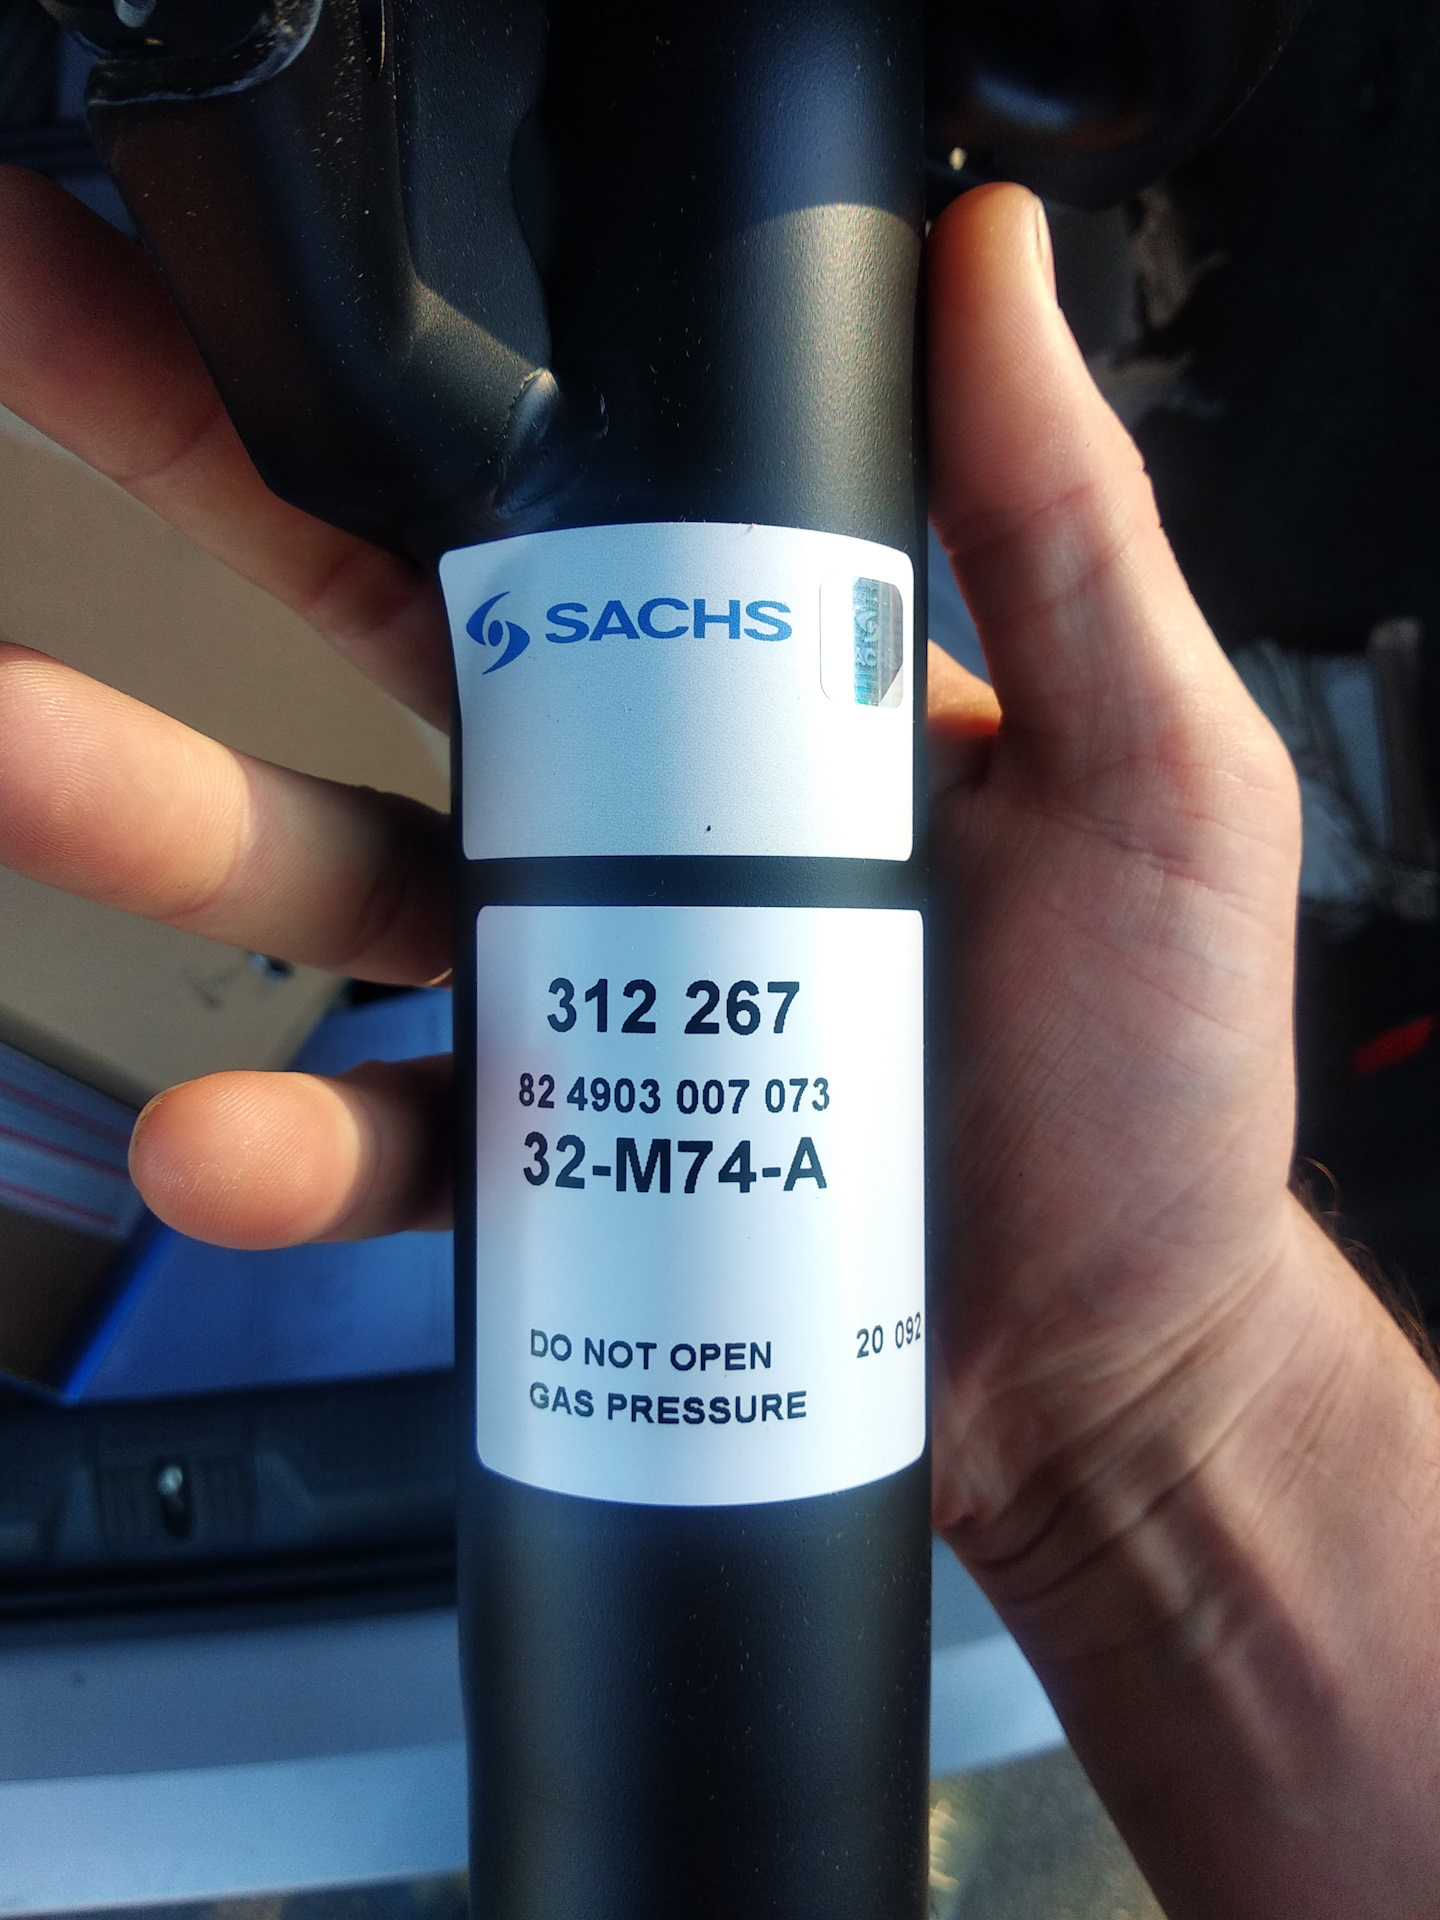 SACHS
312 267
82 4903 007 073
32-M74-A
DO NOT OPEN
GAS PRESSURE
20 092